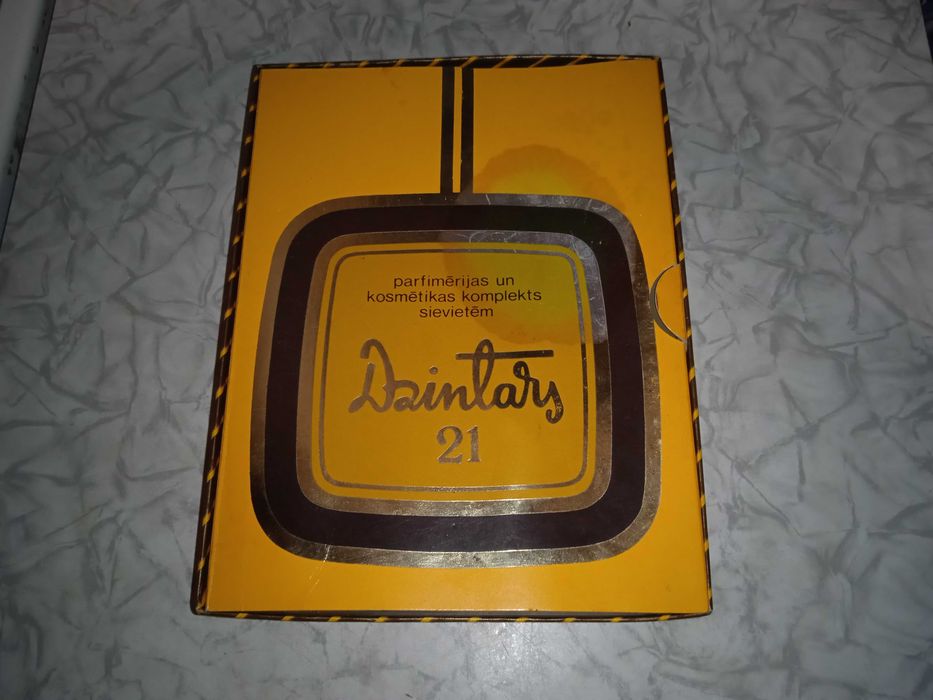 parfimērijas un
kosmētikas komplekts
sievietēm
Dzintars
21